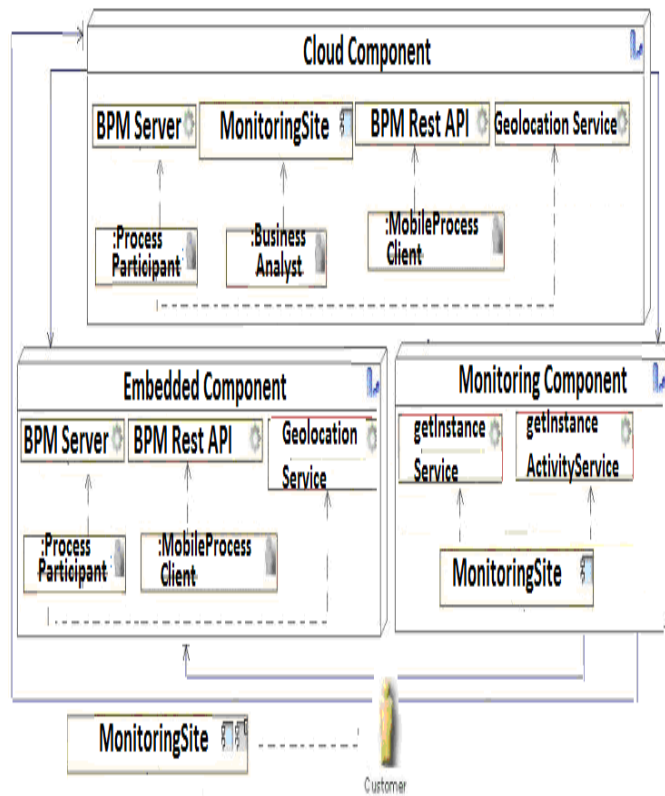 Cloud Component
BPM Server
MonitoringSite
BPM Rest API
Geolocation Service
:Process
Participant
:Business
Analyst
:MobileProcess
Client
Embedded Component
BPM Server
BPM Rest API
Geolocation
Service
:Process
Participant
:MobileProcess
Client
Monitoring Component
getInstance
Service
getInstance
ActivityService
MonitoringSite
MonitoringSite
Customer